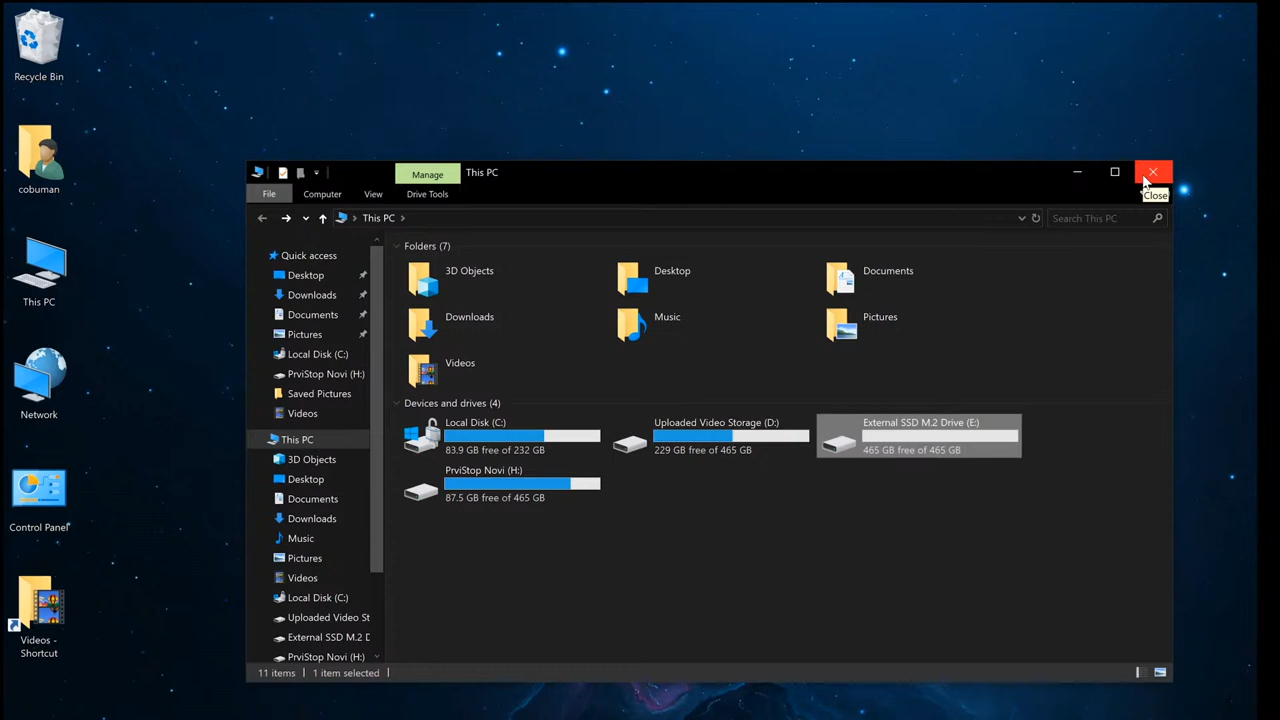 Recycle Bin
cobuman
This PC
Network
Control Panel
Videos -
Shortcut
Manage
This PC
Close
File
Computer
View
Drive Tools
This PC
Search This PC
Quick access
Desktop
Downloads
Documents
Pictures
Local Disk (C:)
PrviStop Novi (H:)
Saved Pictures
Videos
This PC
3D Objects
Desktop
Documents
Downloads
Music
Pictures
Videos
Local Disk (C:)
Uploaded Video St
External SSD M.2 D
PrviStop Novi (H:)
Folders (7)
3D Objects
Desktop
Documents
Downloads
Music
Pictures
Videos
Devices and drives (4)
Local Disk (C:)
83.9 GB free of 232 GB
Uploaded Video Storage (D:)
229 GB free of 465 GB
External SSD M.2 Drive (E:)
465 GB free of 465 GB
PrviStop Novi (H:)
87.5 GB free of 465 GB
11 items
1 item selected